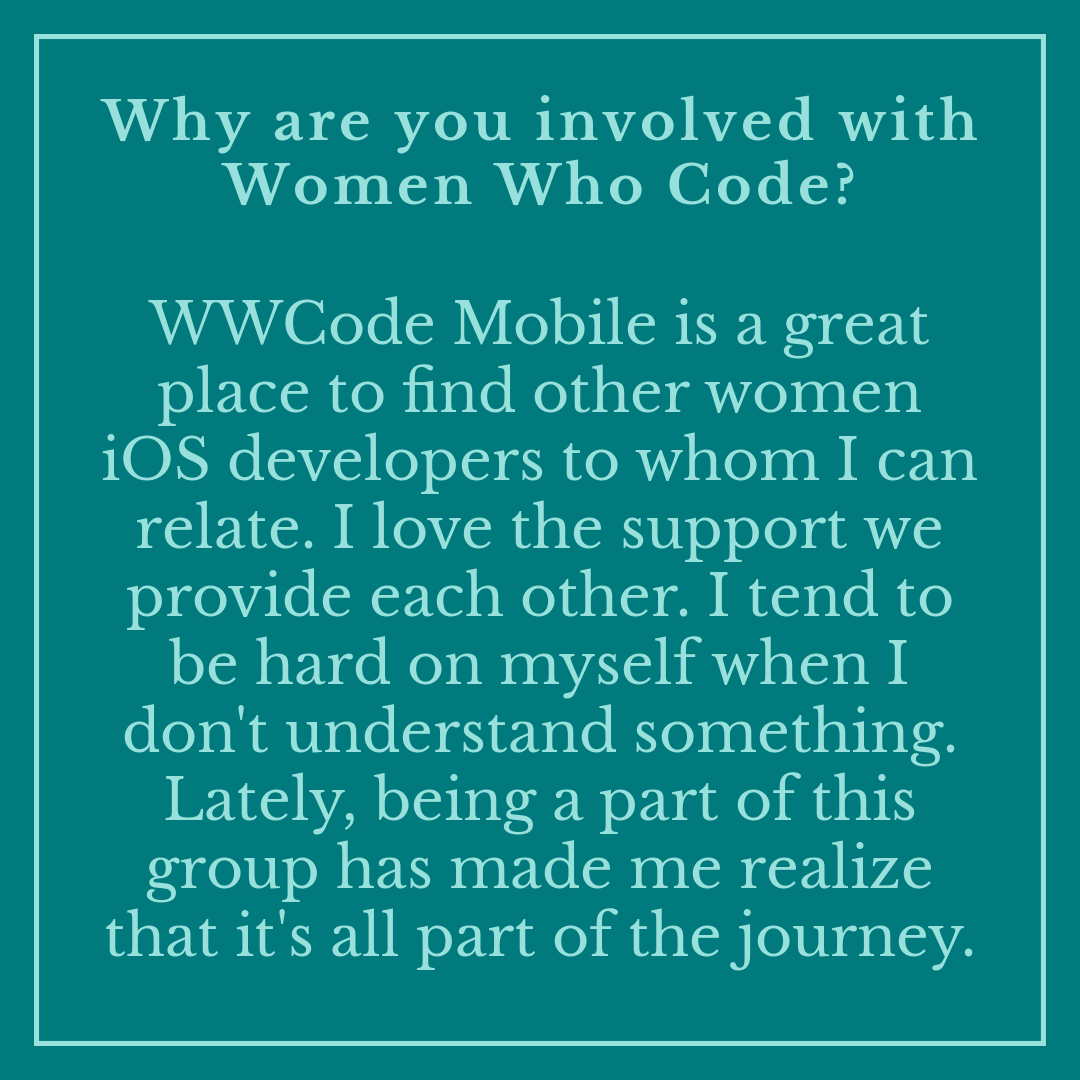 Why are you involved with
Women Who Code?
WWCode Mobile is a great
place to find other women
iOS developers to whom I can
relate. I love the support we
provide each other. I tend to
be hard on myself when I
don't understand something.
Lately, being a part of this
group has made me realize
that it's all part of the journey.